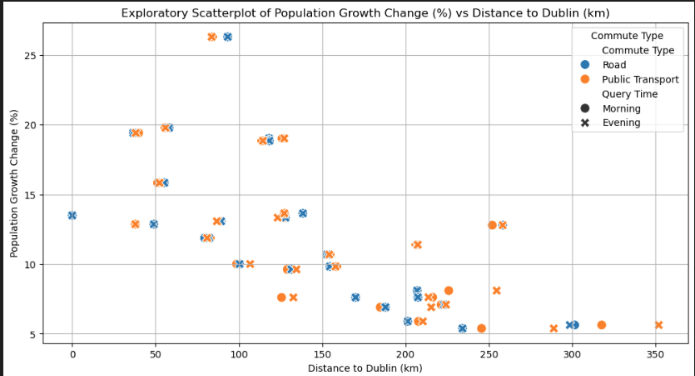 Exploratory Scatterplot of Population Growth Change (%) vs Distance to Dublin (km)
Commute Type
Commute Type
Road
Public Transport
Query Time
Morning
Evening
Population Growth Change (%)
25
20
15
10
5
0
50
100
150
200
250
300
350
Distance to Dublin (km)